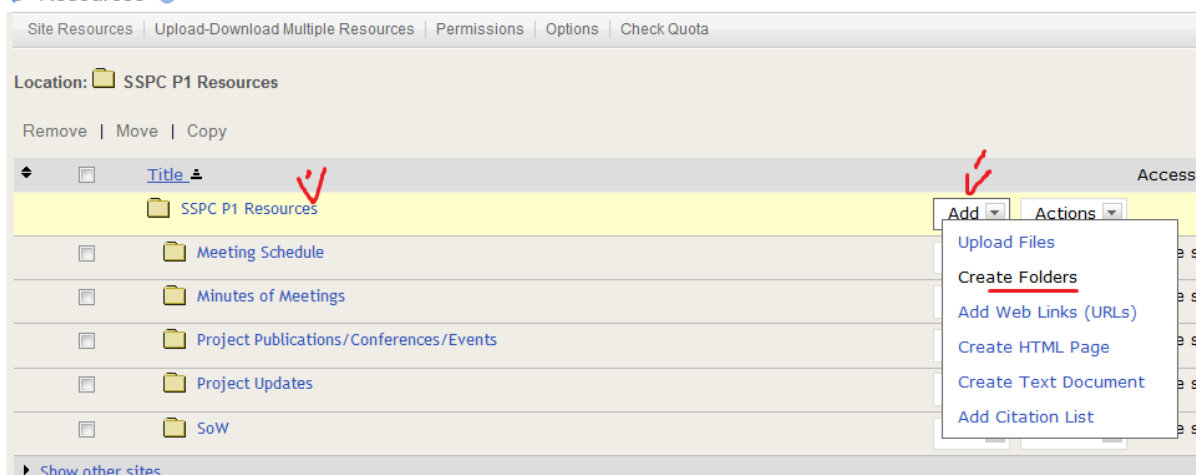 Site Resources | Upload-Download Multiple Resources | Permissions | Options | Check Quota
Location: SSPC P1 Resources
Remove | Move | Copy
Title Access
SSPC P1 Resources Add Actions
Upload Files
Meeting Schedule
Create Folders
Minutes of Meetings
Add Web Links (URLs)
Project Publications/Conferences/Events
Create HTML Page
Project Updates
Create Text Document
SoW
Add Citation List
Show other sites